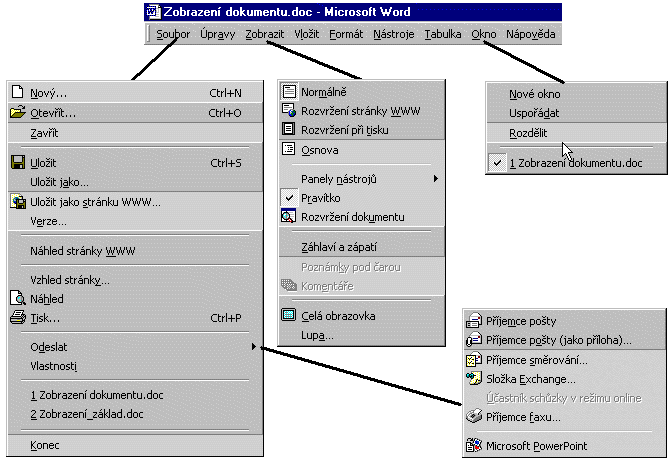 Zobrazení dokumentu.doc - Microsoft Word
Soubor Úpravy Zobrazit Vložit Formát Nástroje Tabulka Okno Nápověda
Nový... Ctrl+N
Otevřít... Ctrl+O
Zavřít
Uložit Ctrl+S
Uložit jako...
Uložit jako stránku WWW...
Verze...
Náhled stránky WWW
Vzhled stránky...
Náhled
Tisk... Ctrl+P
Odeslat
Vlastnosti
1 Zobrazení dokumentu.doc
2 Zobrazení_základ.doc
Konec
Normálně
Rozvržení stránky WWW
Rozvržení při tisku
Osnova
Panely nástrojů
Pravítko
Rozvržení dokumentu
Záhlaví a zápatí
Poznámky pod čarou
Komentáře
Celá obrazovka
Lupa...
Nové okno
Uspořádat
Rozdělit
1 Zobrazení dokumentu.doc
Příjemce pošty
Příjemce pošty (jako příloha)...
Příjemce směrování...
Složka Exchange...
Účastník schůzky v režimu online
Příjemce faxu...
Microsoft PowerPoint